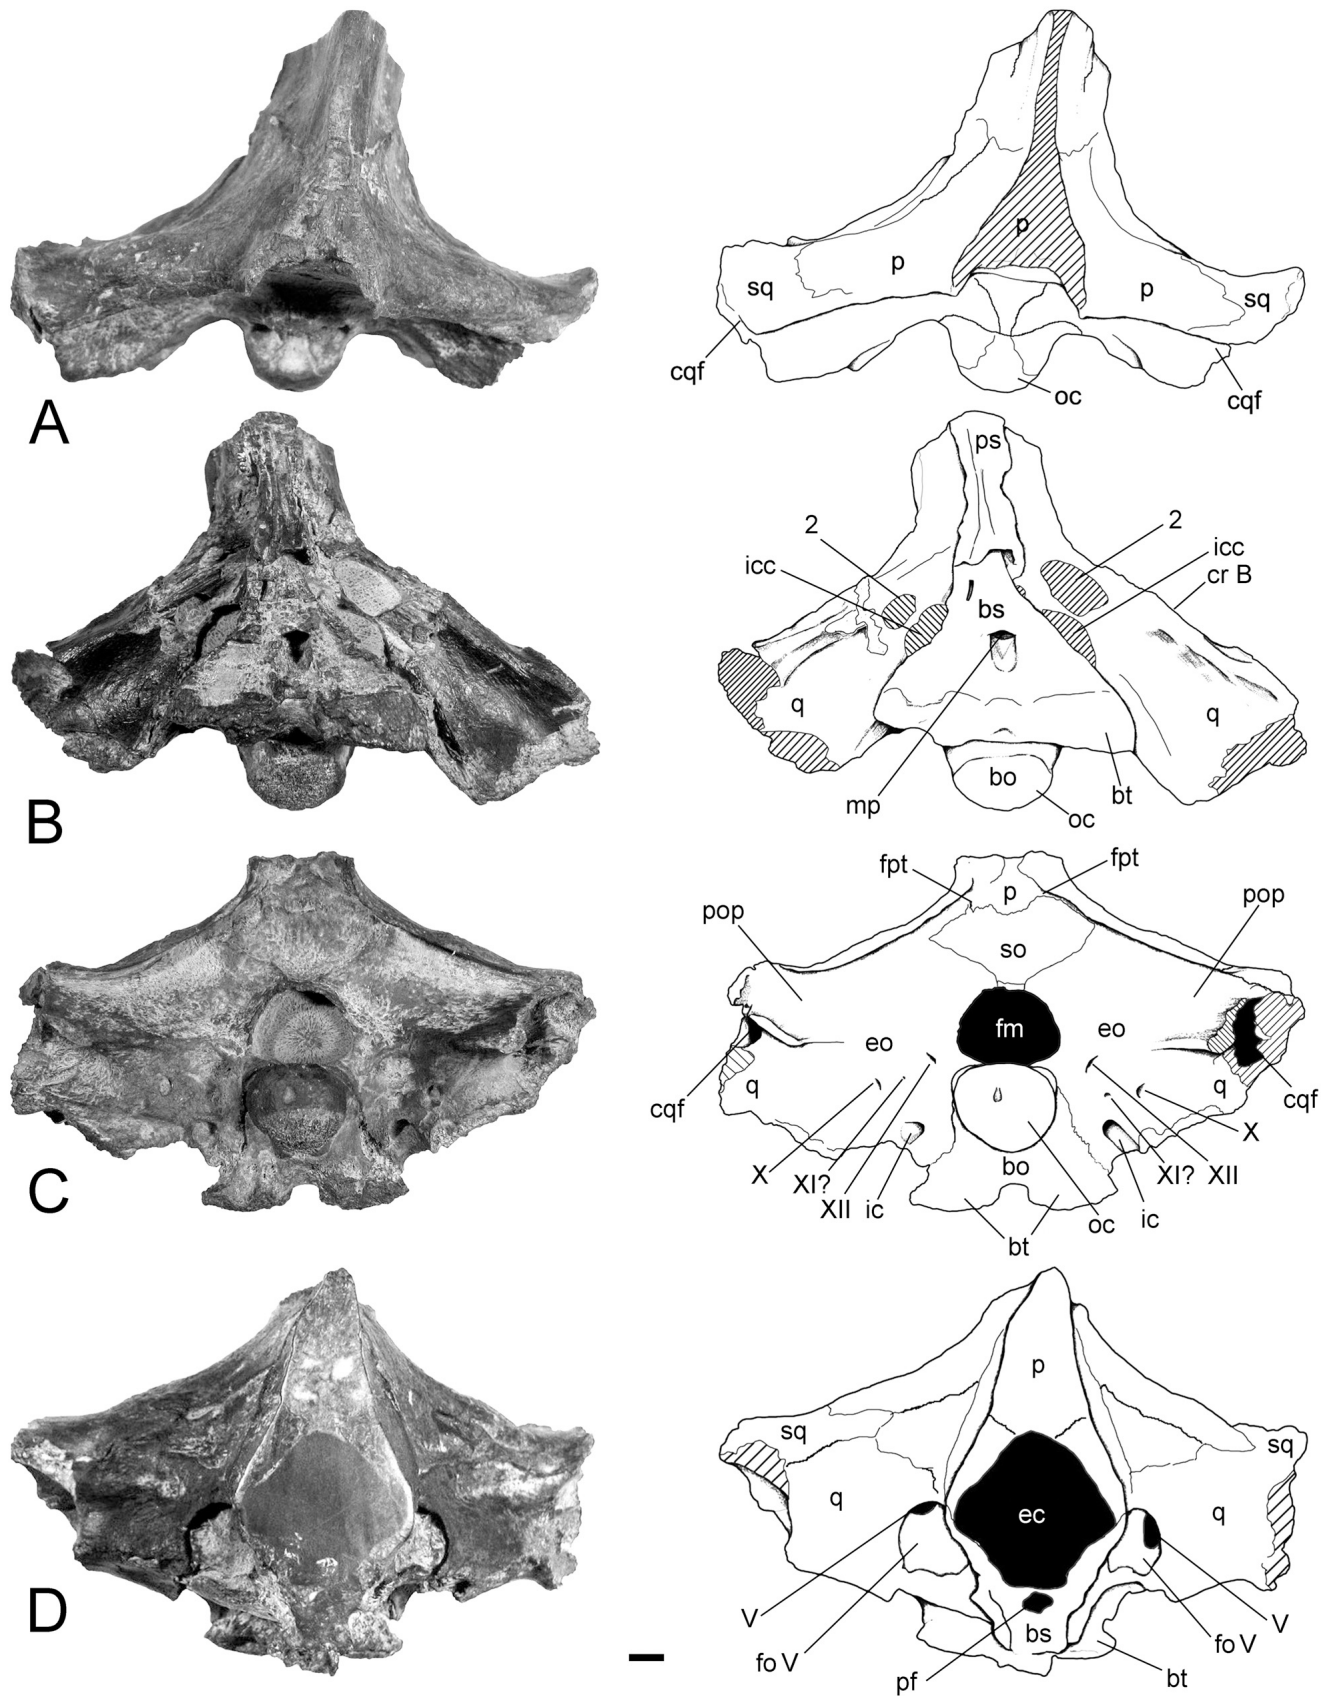 p
p
p
sq
sq
cqf
cqf
oc
A
ps
2
2
icc
icc
cr B
bs
q
q
mp
bo
bt
oc
B
fpt
fpt
p
pop
pop
so
fm
eo
eo
q
q
cqf
cqf
X
X
XI?
XI?
XII
XII
ic
ic
bo
oc
bt
C
p
sq
sq
q
q
ec
V
V
fo V
fo V
bs
pf
bt
D